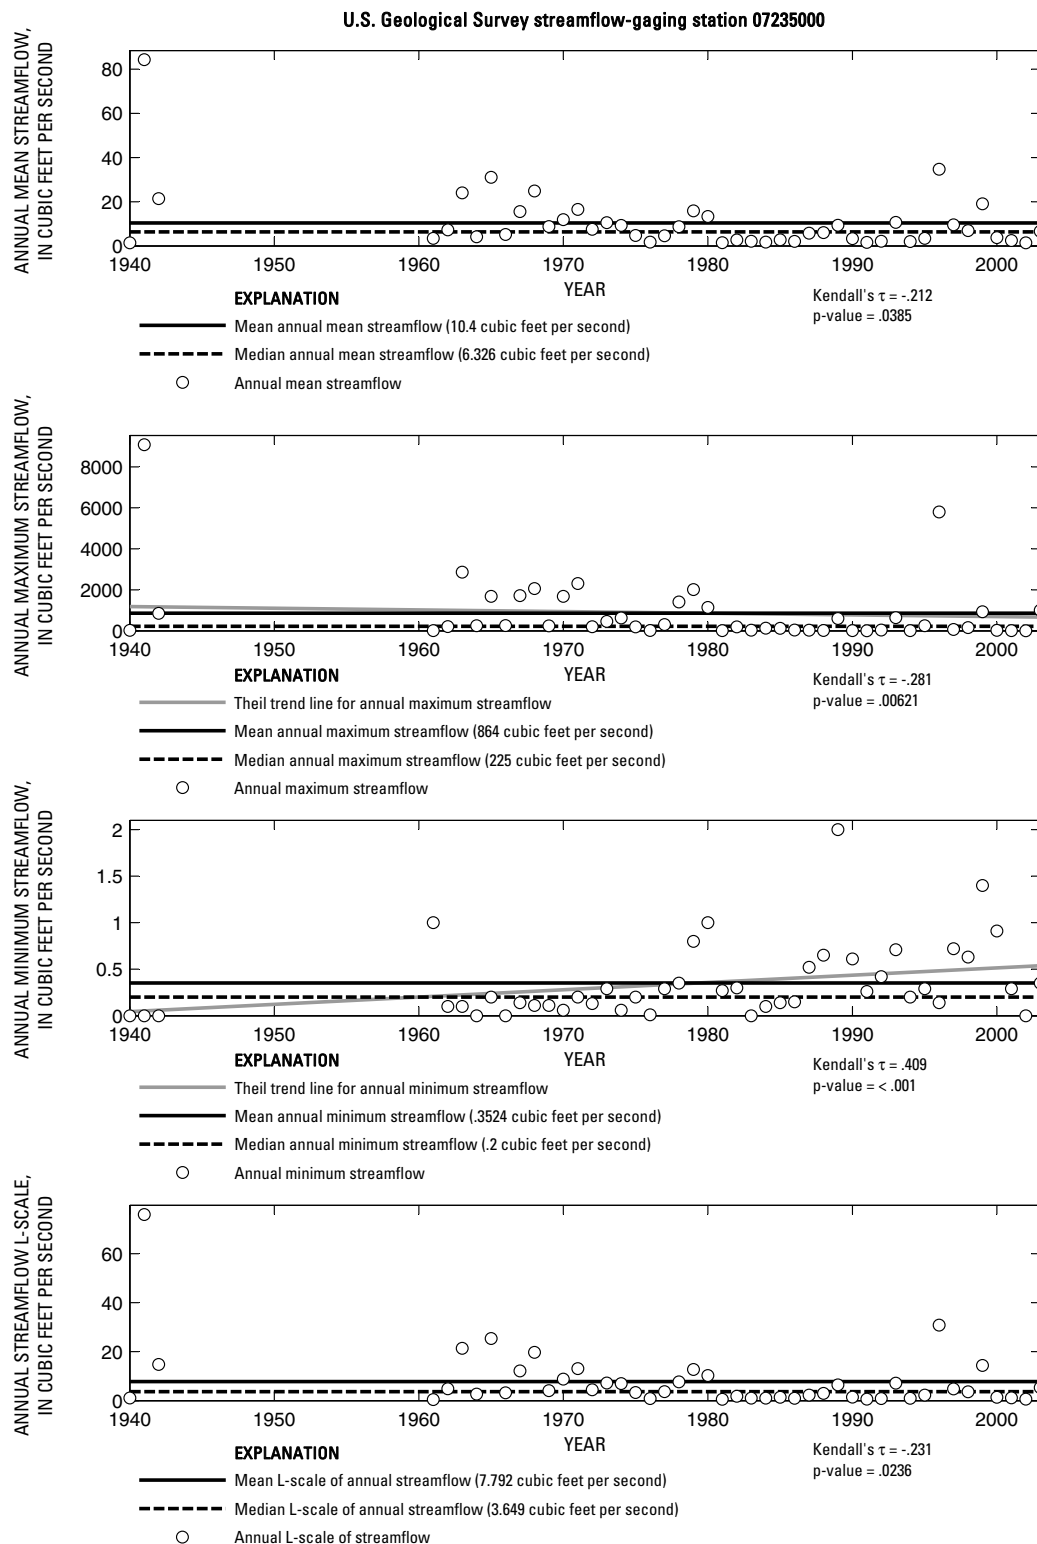 U.S. Geological Survey streamflow-gaging station 07235000
ANNUAL MEAN STREAMFLOW,
IN CUBIC FEET PER SECOND
80
60
40
20
0
1940 1950 1960 1970 1980 1990 2000
YEAR
EXPLANATION
Mean annual mean streamflow (10.4 cubic feet per second)
Median annual mean streamflow (6.326 cubic feet per second)
Annual mean streamflow
Kendall's τ = -.212
p-value = .0385
ANNUAL MAXIMUM STREAMFLOW,
IN CUBIC FEET PER SECOND
8000
6000
4000
2000
0
1940 1950 1960 1970 1980 1990 2000
YEAR
EXPLANATION
Theil trend line for annual maximum streamflow
Mean annual maximum streamflow (864 cubic feet per second)
Median annual maximum streamflow (225 cubic feet per second)
Annual maximum streamflow
Kendall's τ = -.281
p-value = .00621
ANNUAL MINIMUM STREAMFLOW,
IN CUBIC FEET PER SECOND
2
1.5
1
0.5
0
1940 1950 1960 1970 1980 1990 2000
YEAR
EXPLANATION
Theil trend line for annual minimum streamflow
Mean annual minimum streamflow (.3524 cubic feet per second)
Median annual minimum streamflow (.2 cubic feet per second)
Annual minimum streamflow
Kendall's τ = .409
p-value = < .001
ANNUAL STREAMFLOW L-SCALE,
IN CUBIC FEET PER SECOND
60
40
20
0
1940 1950 1960 1970 1980 1990 2000
YEAR
EXPLANATION
Mean L-scale of annual streamflow (7.792 cubic feet per second)
Median L-scale of annual streamflow (3.649 cubic feet per second)
Annual L-scale of streamflow
Kendall's τ = -.231
p-value = .0236